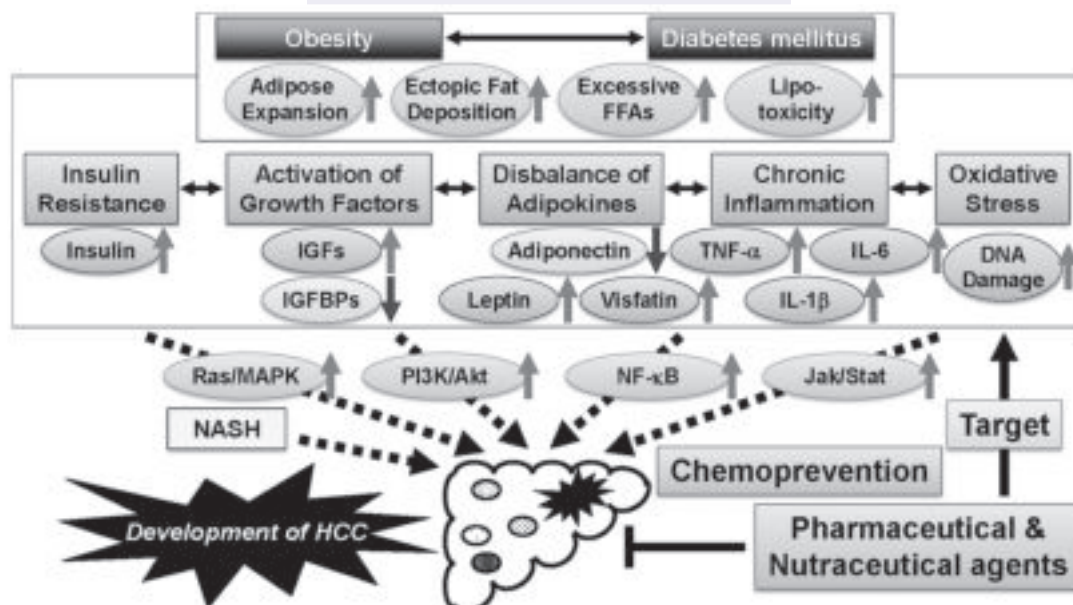 Obesity
Diabetes mellitus
Adipose
Expansion
Ectopic Fat
Deposition
Excessive
FFAs
Lipo-
toxicity
Insulin
Resistance
Activation of
Growth Factors
Disbalance of
Adipokines
Chronic
Inflammation
Oxidative
Stress
Insulin
IGFs
IGFBPs
Adiponectin
Leptin
Visfatin
TNF-α
IL-6
IL-1β
DNA
Damage
Ras/MAPK
PI3K/Akt
NF-κB
Jak/Stat
NASH
Target
Chemoprevention
Development of HCC
Pharmaceutical &
Nutraceutical agents